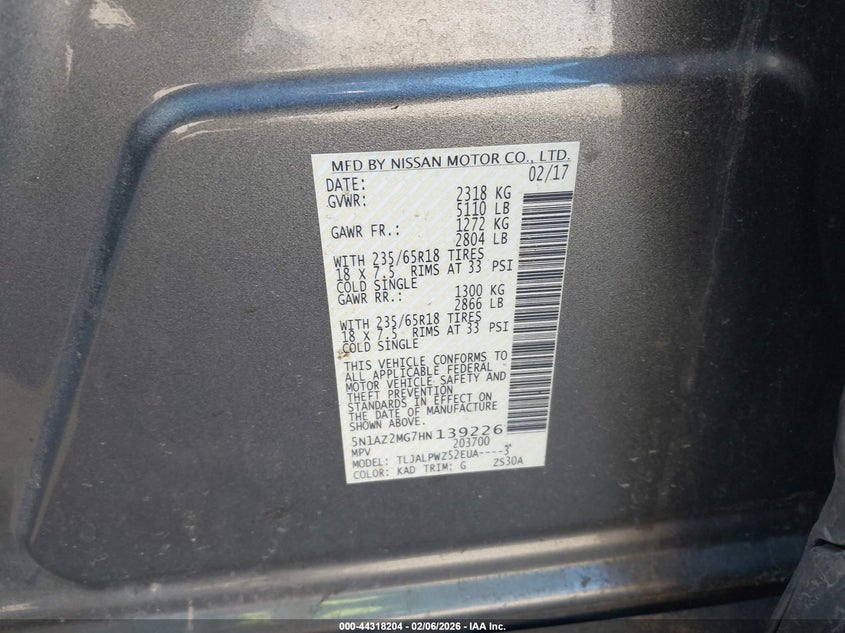 MFD BY NISSAN MOTOR CO., LTD.
DATE: 02/17
GVWR: 2318 KG
5110 LB
GAWR FR.: 1272 KG
2804 LB
WITH 235/65R18 TIRES
18 X 7.5 RIMS AT 33 PSI
COLD SINGLE
GAWR RR.: 1300 KG
2866 LB
WITH 235/65R18 TIRES
18 X 7.5 RIMS AT 33 PSI
COLD SINGLE
THIS VEHICLE CONFORMS TO
ALL APPLICABLE FEDERAL
MOTOR VEHICLE SAFETY AND
THEFT PREVENTION
STANDARDS IN EFFECT ON
THE DATE OF MANUFACTURE
SHOWN ABOVE.
5N1AZ2MG7HN139226
MPV 203700
MODEL: TLJALPWZ52EUA----3
COLOR: KAD TRIM: G ZS30A
000-44318204 - 02/06/2026 - IAA Inc.